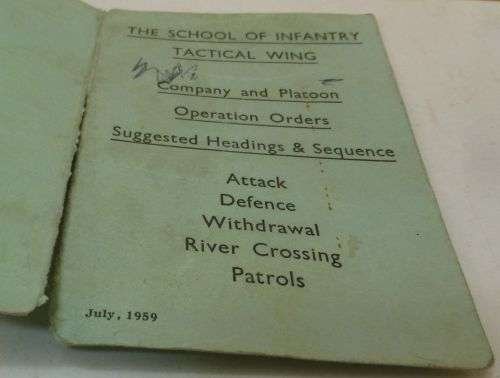 THE SCHOOL OF INFANTRY
TACTICAL WING
Company and Platoon
Operation Orders
Suggested Headings & Sequence
Attack
Defence
Withdrawal
River Crossing
Patrols
July, 1959